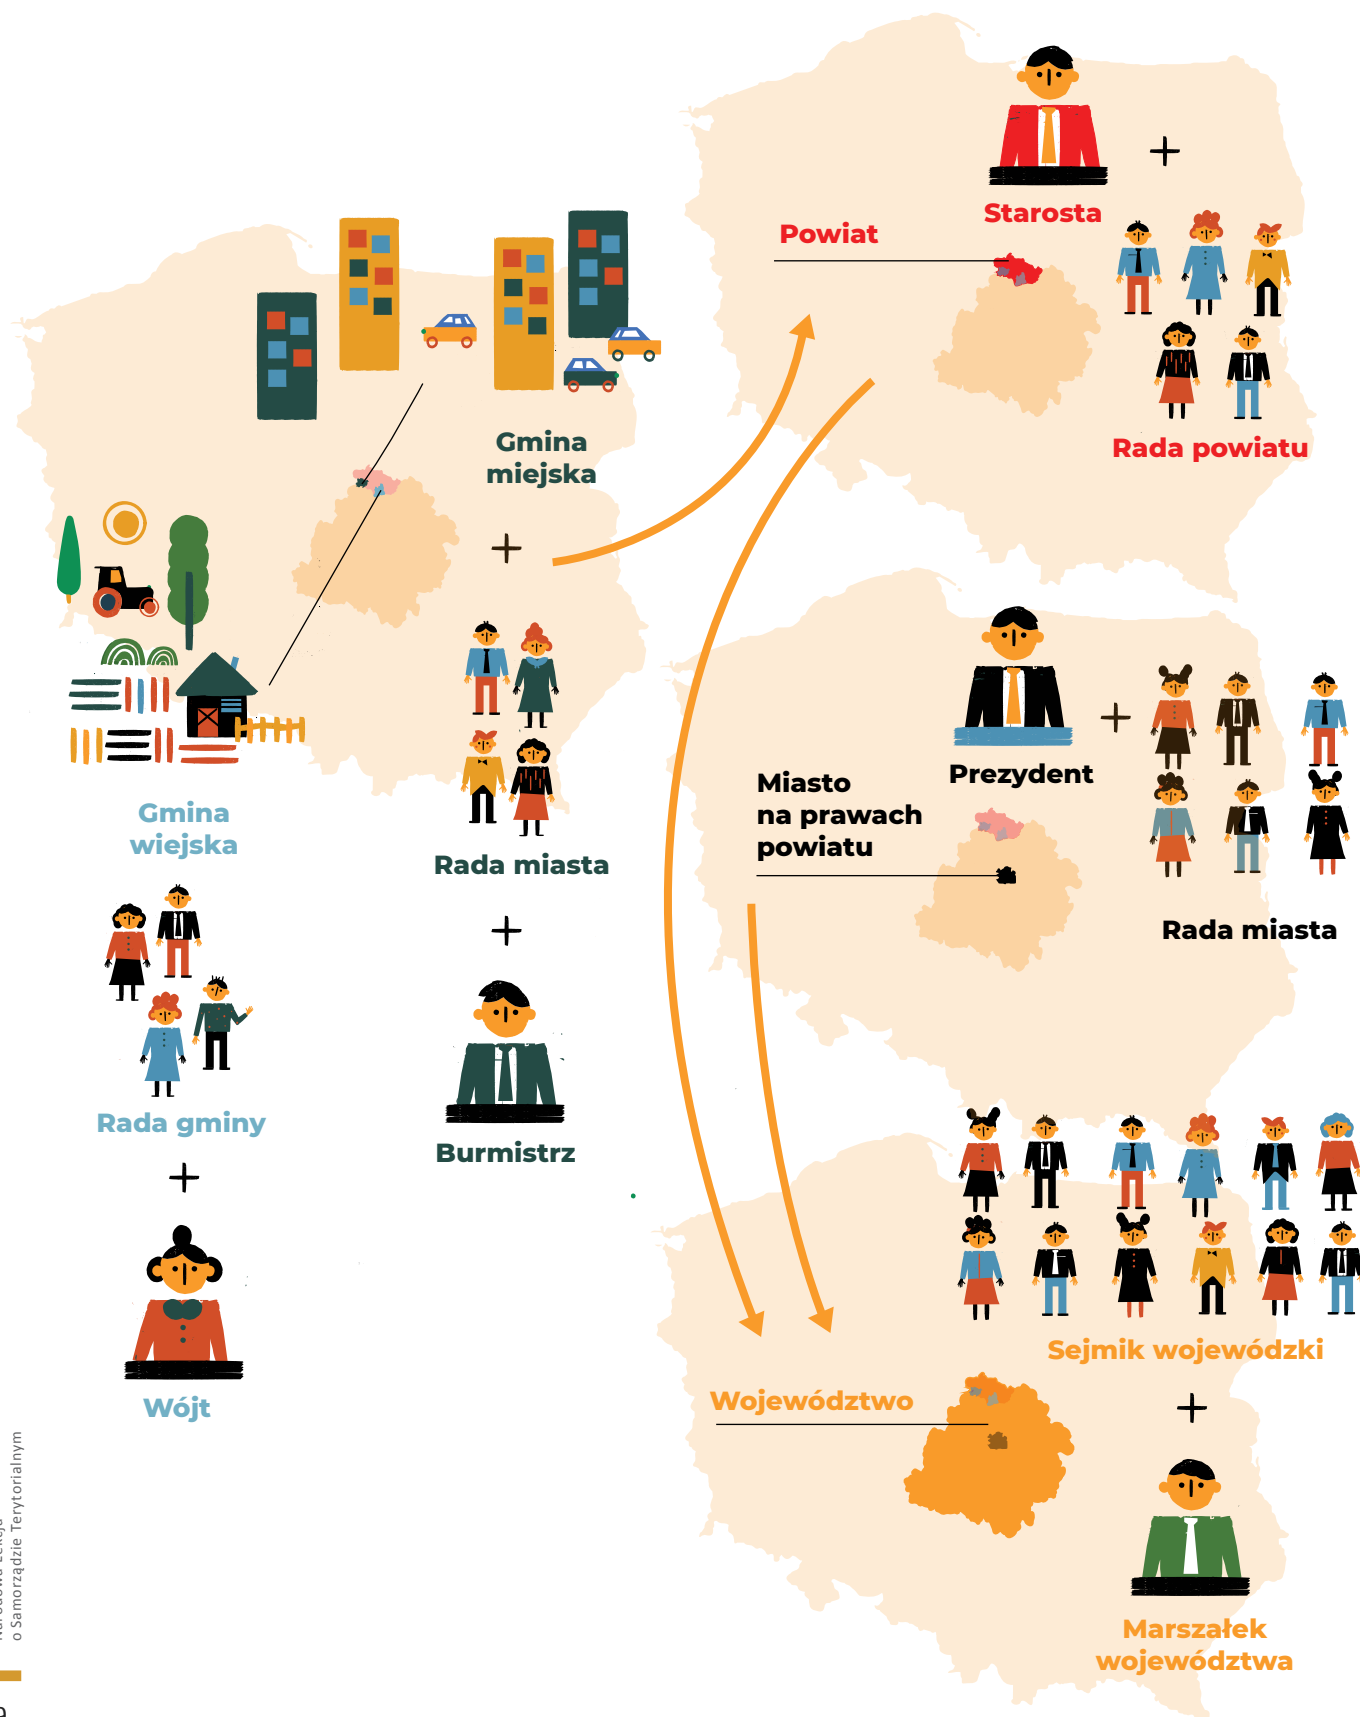 Starosta
Powiat
Rada powiatu
Gmina
miejska
Gmina
wiejska
Rada miasta
Rada gminy
Burmistrz
Wójt
Prezydent
Miasto
na prawach
powiatu
Rada miasta
Sejmik wojewódzki
Województwo
Marszałek
województwa
o Samorządzie Terytorialnym